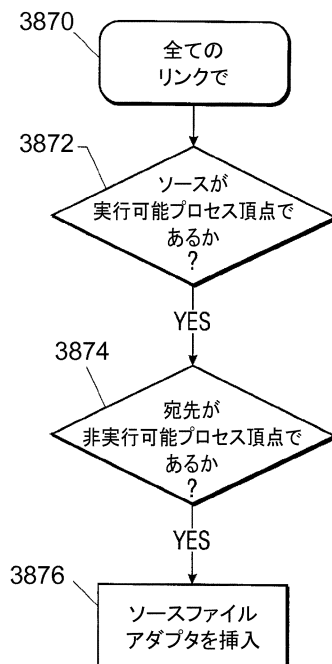 3870
全ての
リンクで
3872
ソースが
実行可能プロセス頂点で
あるか
?
YES
3874
宛先が
非実行可能プロセス頂点で
あるか
?
YES
3876
ソースファイル
アダプタを挿入